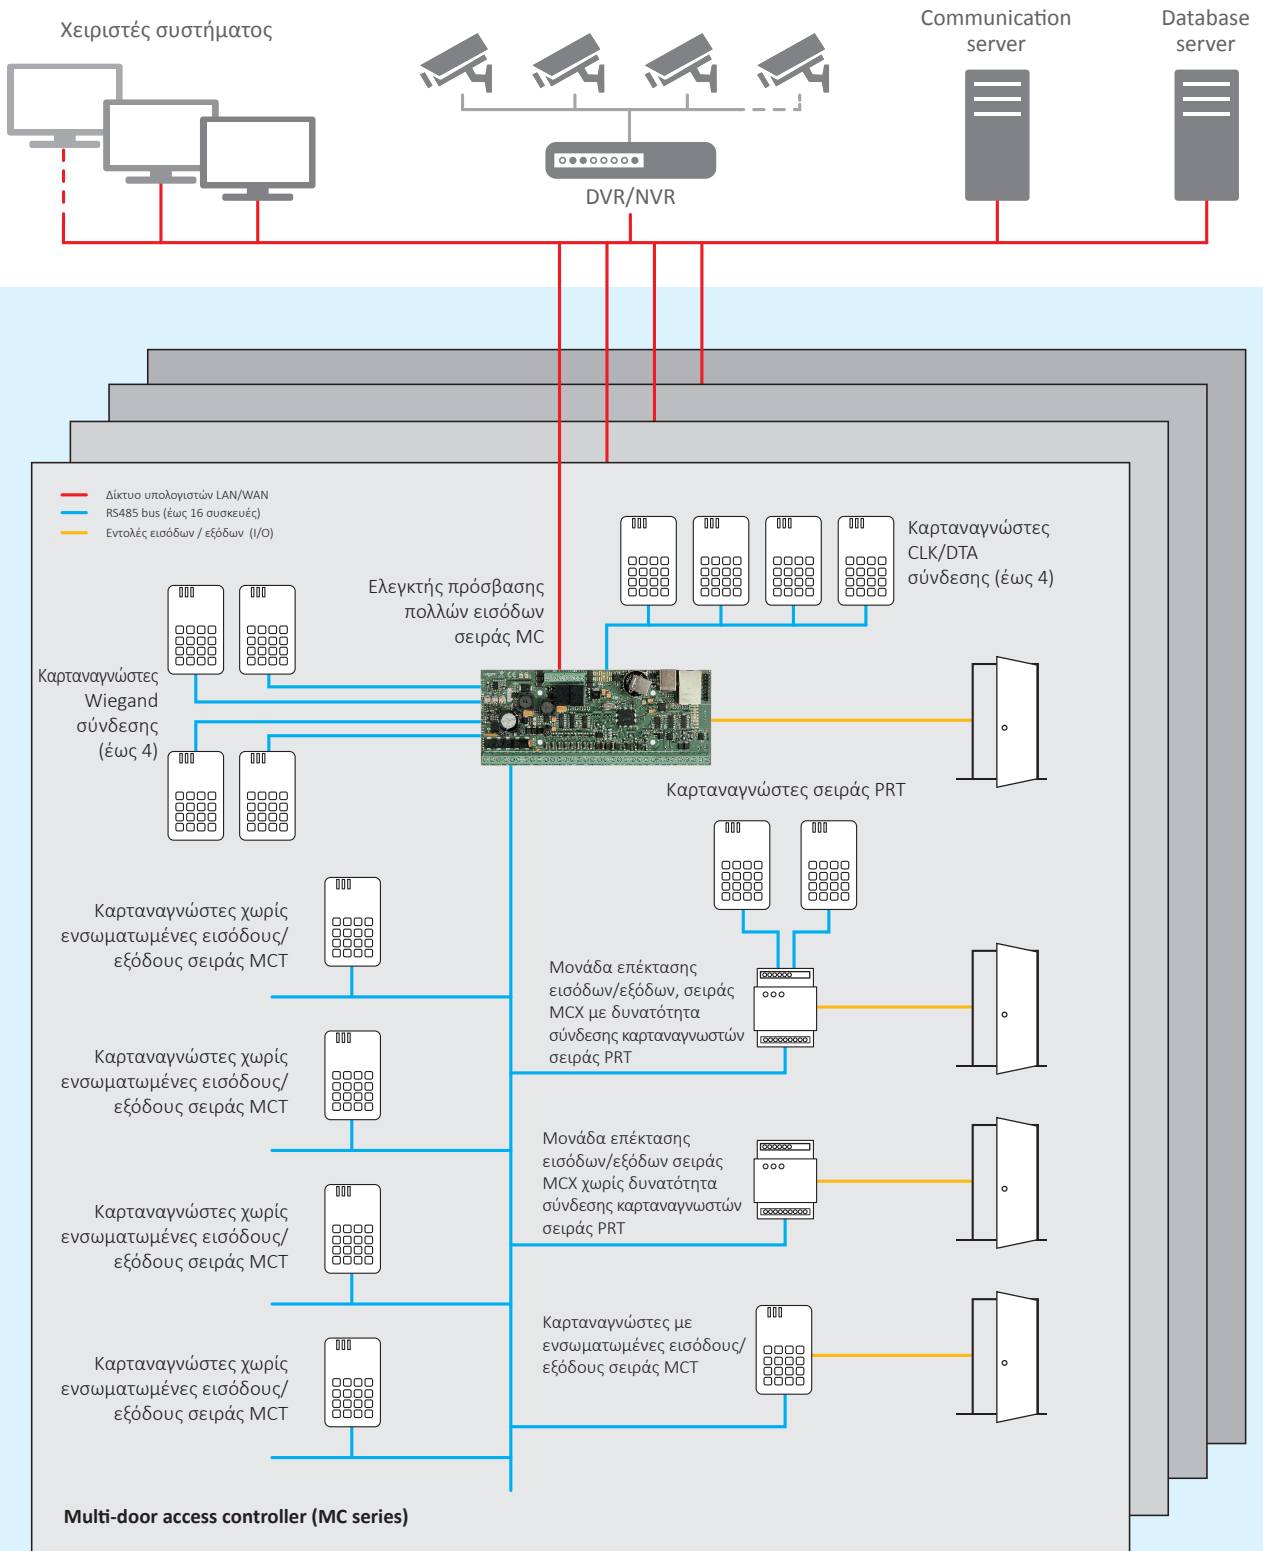 Χειριστές συστήματος
Communication
server
Database
server
DVR/NVR
Δίκτυο υπολογιστών LAN/WAN
RS485 bus (έως 16 συσκευές)
Εντολές εισόδων / εξόδων (I/O)
Ελεγκτής πρόσβασης
πολλών εισόδων
σειράς MC
Καρταναγνώστες
CLK/DTA
σύνδεσης (έως 4)
Καρταναγνώστες
Wiegand
σύνδεσης
(έως 4)
Καρταναγνώστες σειράς PRT
Καρταναγνώστες χωρίς
ενσωματωμένες εισόδους/
εξόδους σειράς MCT
Μονάδα επέκτασης
εισόδων/εξόδων, σειράς
MCX με δυνατότητα
σύνδεσης καρταναγνωστών
σειράς PRT
Καρταναγνώστες χωρίς
ενσωματωμένες εισόδους/
εξόδους σειράς MCT
Μονάδα επέκτασης
εισόδων/εξόδων σειράς
MCX χωρίς δυνατότητα
σύνδεσης καρταναγνωστών
σειράς PRT
Καρταναγνώστες χωρίς
ενσωματωμένες εισόδους/
εξόδους σειράς MCT
Καρταναγνώστες με
ενσωματωμένες εισόδους/
εξόδους σειράς MCT
Καρταναγνώστες χωρίς
ενσωματωμένες εισόδους/
εξόδους σειράς MCT
Multi-door access controller (MC series)